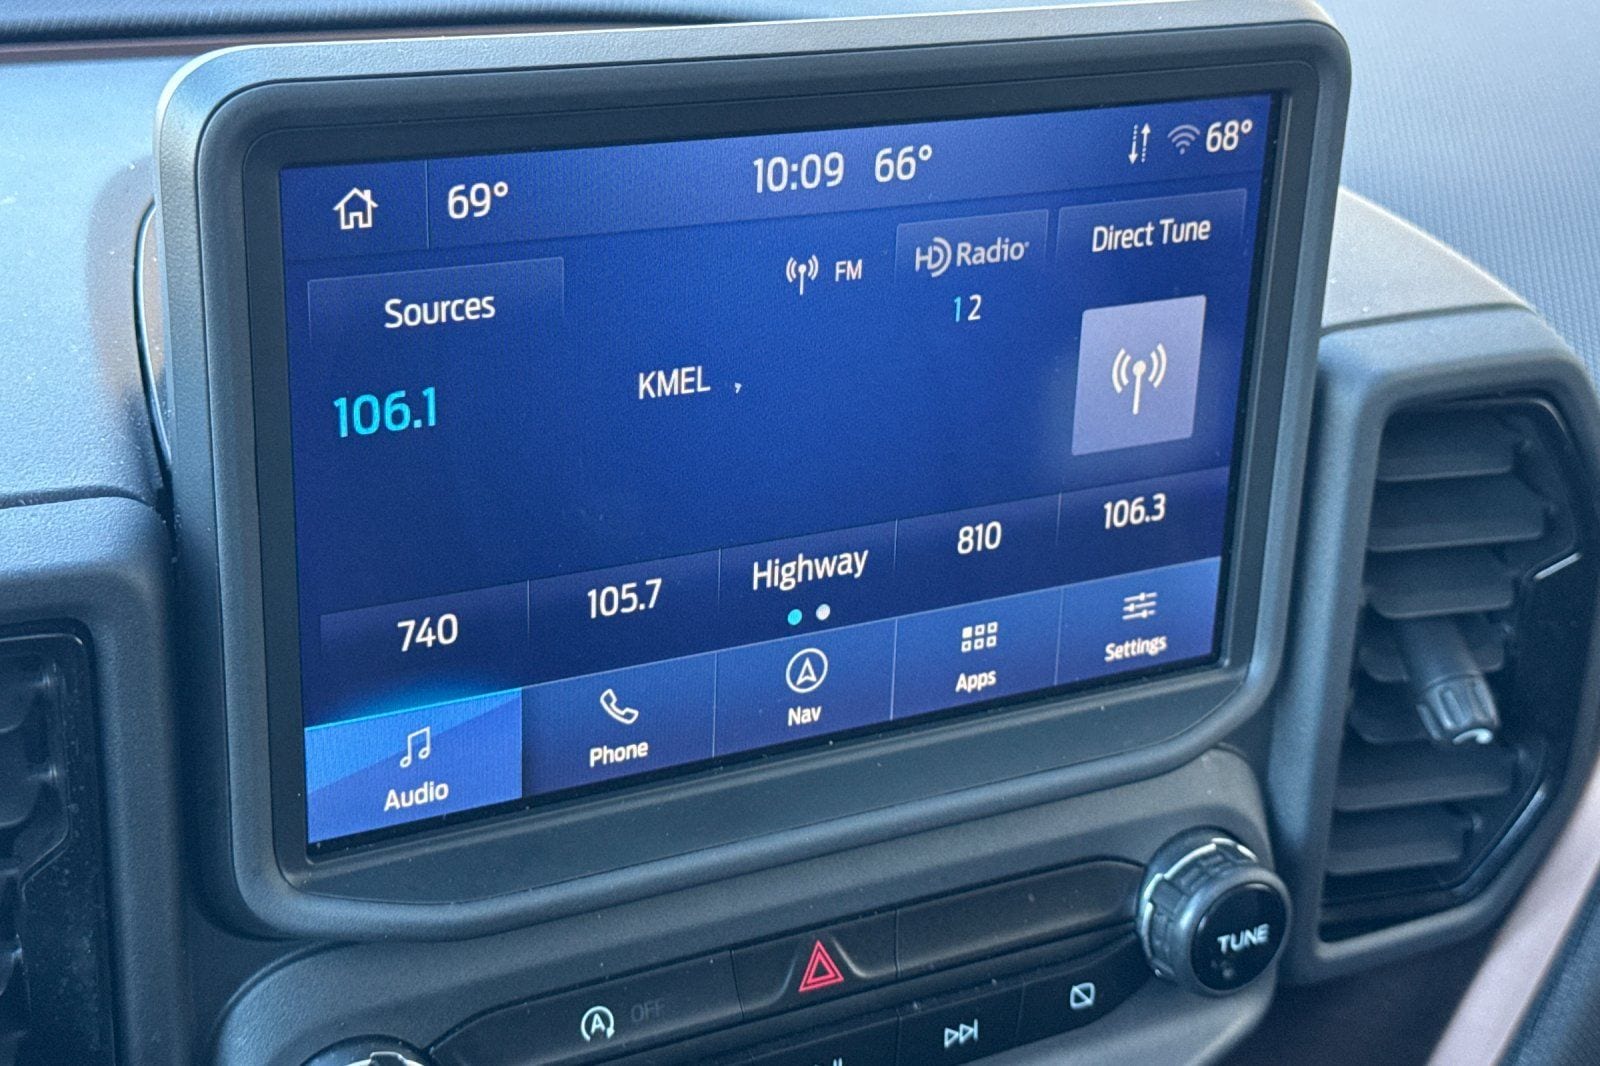 69°
10:09 66°
68°
Sources
FM
HD Radio
1 2
Direct Tune
106.1
KMEL ,
740
105.7
Highway
810
106.3
Audio
Phone
Nav
Apps
Settings
TUNE
A OFF